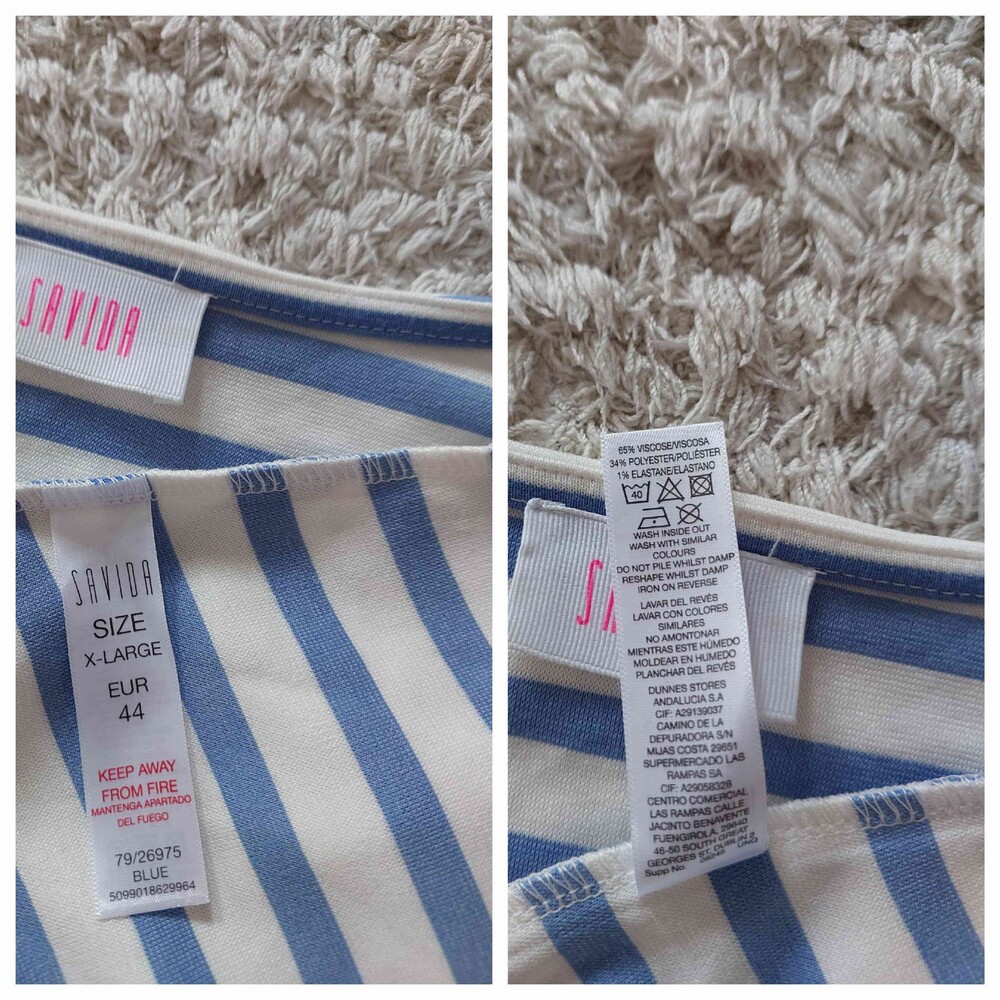 SAVIDA
SAVIDA
SIZE
X-LARGE
EUR
44
KEEP AWAY
FROM FIRE
MANTENGA APARTADO
DEL FUEGO
79/26975
BLUE
5099018629964
65% VISCOSE/VISCOSA
34% POLYESTER/POLIÉSTER
1% ELASTANE/ELASTANO
40
WASH INSIDE OUT
WASH WITH SIMILAR
COLOURS
DO NOT PILE WHILST DAMP
RESHAPE WHILST DAMP
IRON ON REVERSE
LAVAR DEL REVÉS
LAVAR CON COLORES
SIMILARES
NO AMONTONAR
MIENTRAS ESTE HÚMEDO
MOLDEAR EN HUMEDO
PLANCHAR DEL REVÉS
DUNNES STORES
ANDALUCIA S.A
CIF: A29139037
CAMINO DE LA
DEPURADORA S/N
MIJAS COSTA 29651
SUPERMERCADO LAS
RAMPAS SA
CIF: A29058328
CENTRO COMERCIAL
LAS RAMPAS CALLE
JACINTO BENAVENTE
FUENGIROLA, 29640
46-50 SOUTH GREAT
GEORGES ST, DUBLIN 2
Supp No.